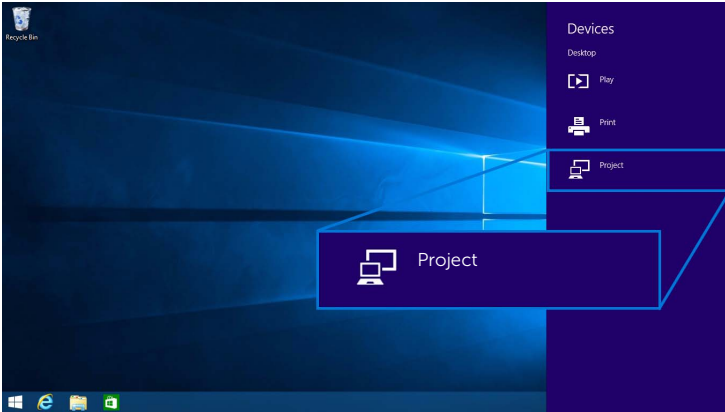 Recycle Bin
Devices
Desktop
Play
Print
Project
Project